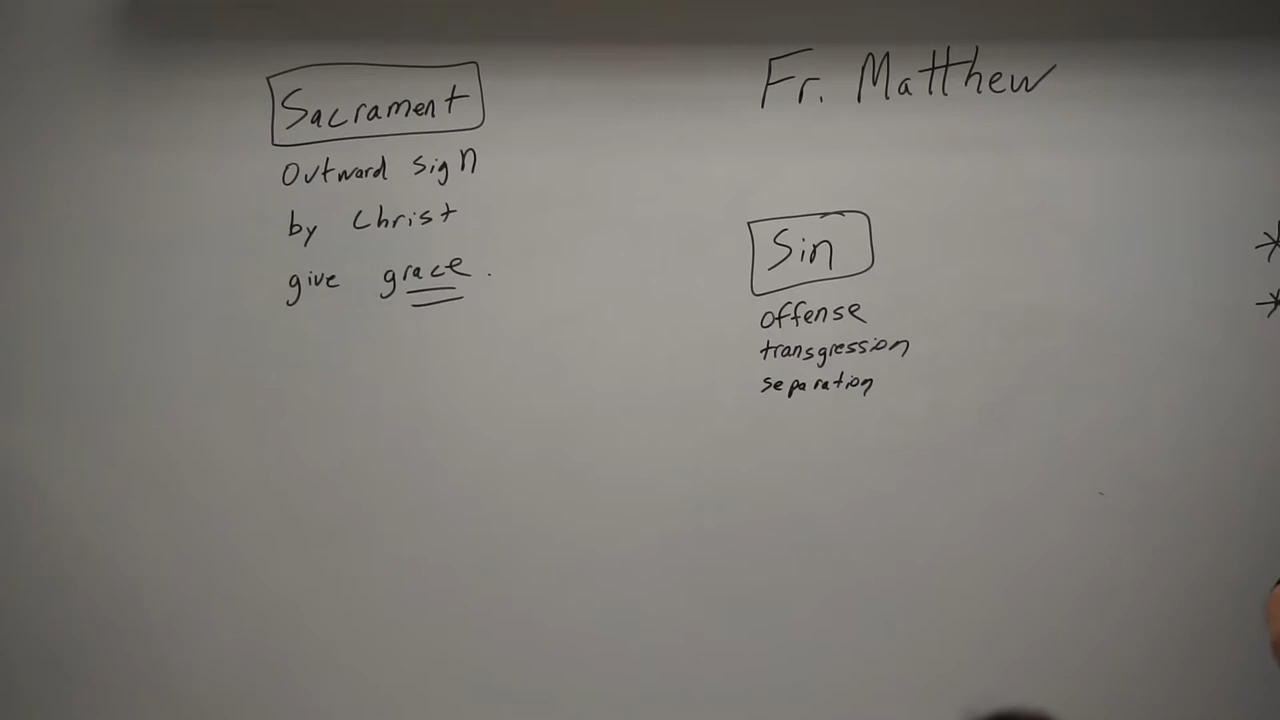 Sacrament
Outward sign
by Christ
give grace.
Fr. Matthew
Sin
offense
transgression
separation